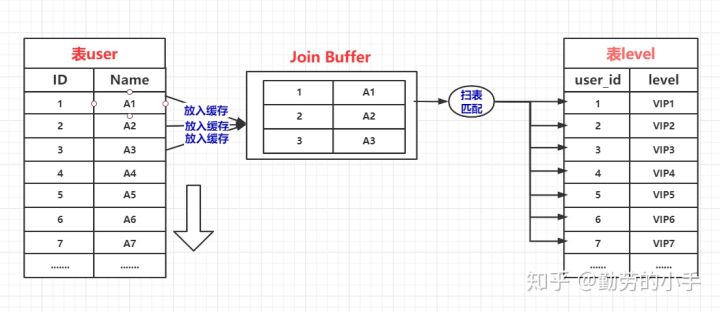 表user
ID Name
1 A1
2 A2
3 A3
4 A4
5 A5
6 A6
7 A7
....... .......
放入缓存
放入缓存
放入缓存
Join Buffer
1 A1
2 A2
3 A3
扫表
匹配
表level
user_id level
1 VIP1
2 VIP2
3 VIP3
4 VIP4
5 VIP5
6 VIP6
7 VIP7
....... .......
知乎 @勤劳的小手